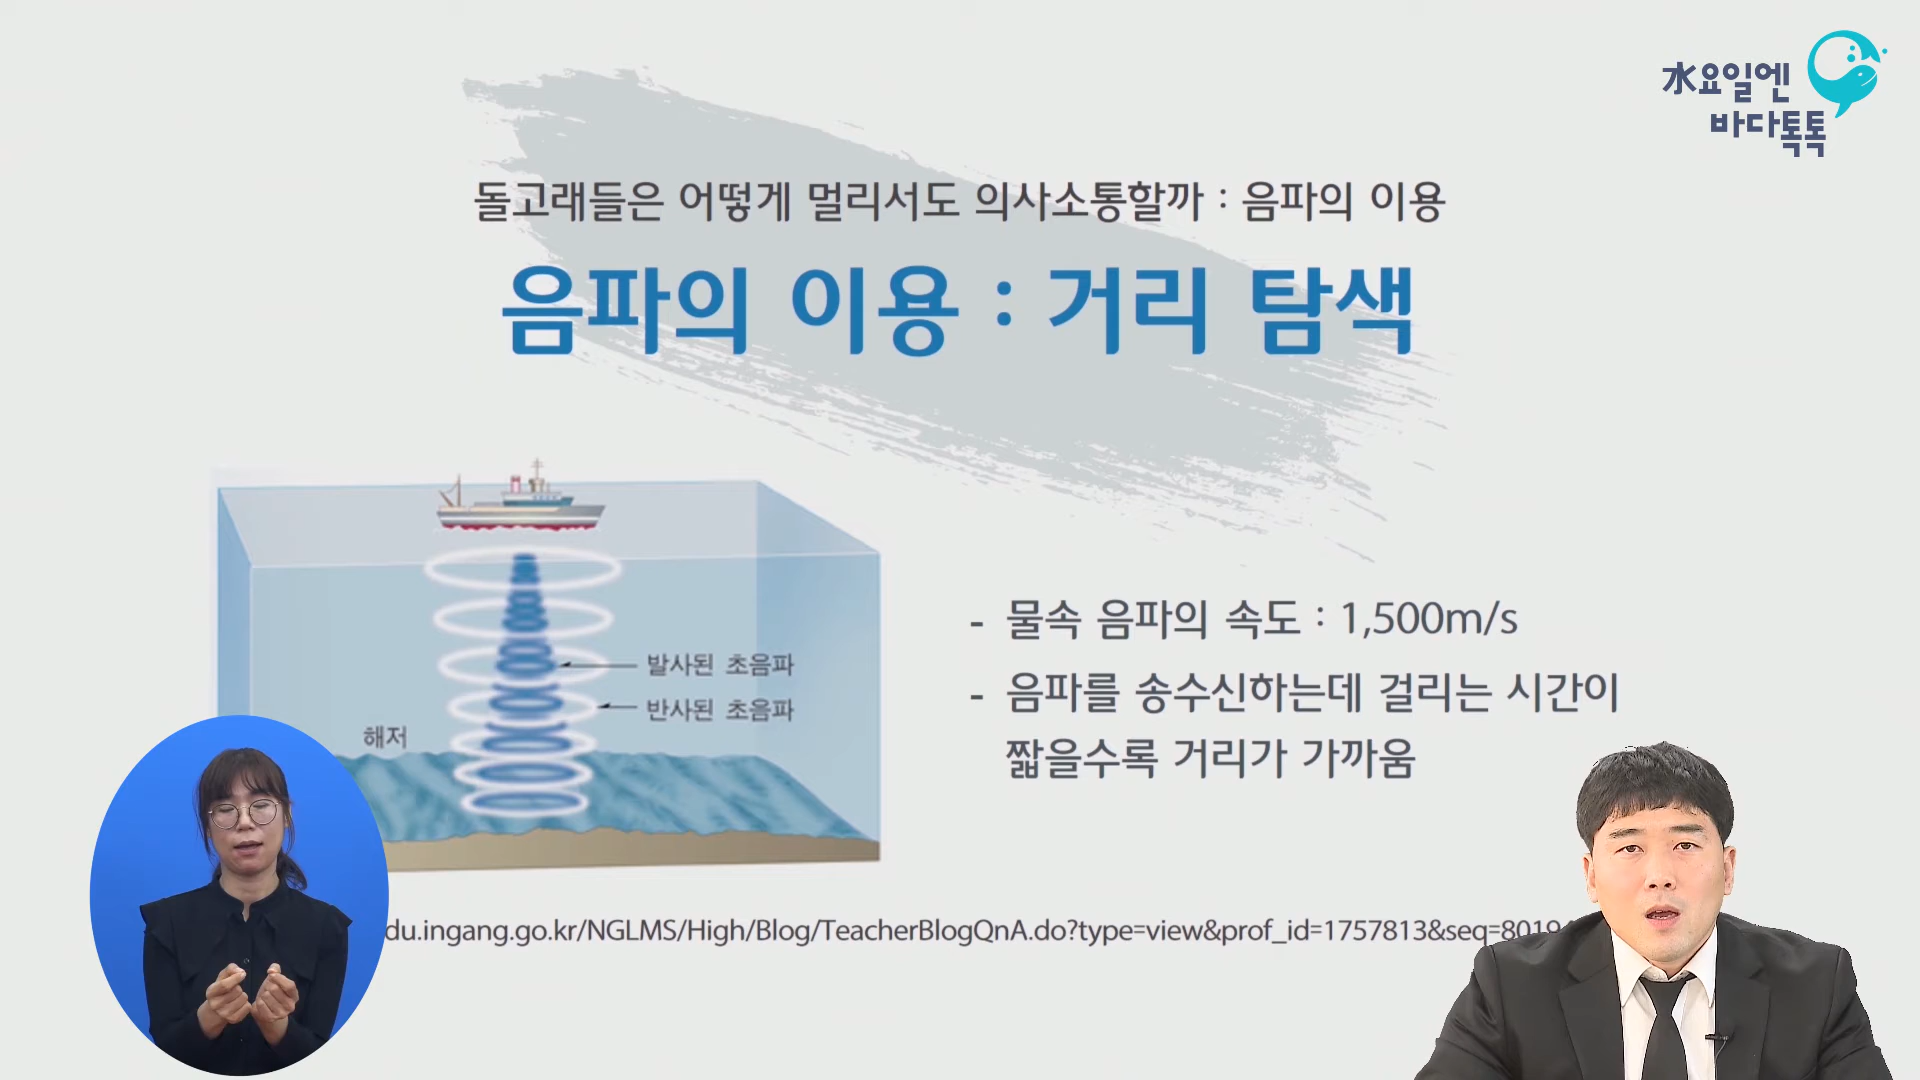 水요일엔
바다톡톡
돌고래들은 어떻게 멀리서도 의사소통할까 : 음파의 이용
음파의 이용 : 거리 탐색
- 물속 음파의 속도 : 1,500m/s
- 음파를 송수신하는데 걸리는 시간이
짧을수록 거리가 가까움
발사된 초음파
반사된 초음파
해저
du.ingang.go.kr/NGLMS/High/Blog/TeacherBlogQnA.do?type=view&prof_id=1757813&seq=8019